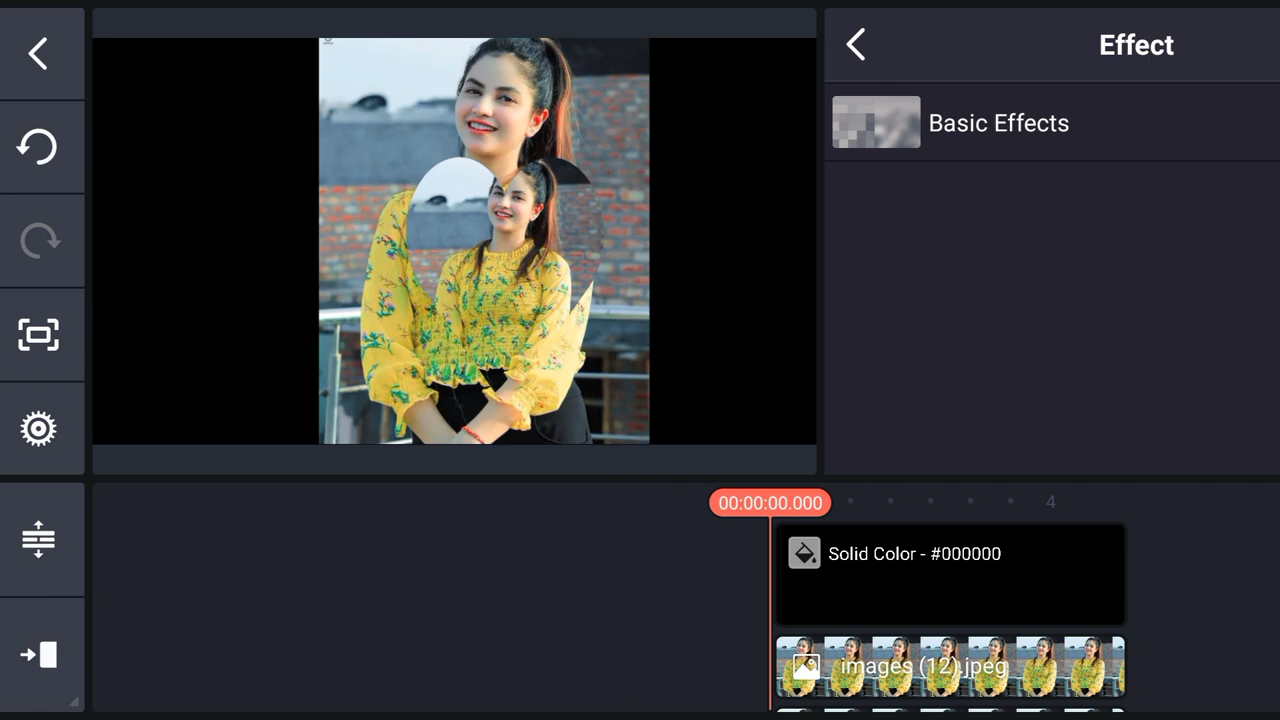 Effect
Basic Effects
00:00:00.000
4
Solid Color - #000000
images (12).jpeg